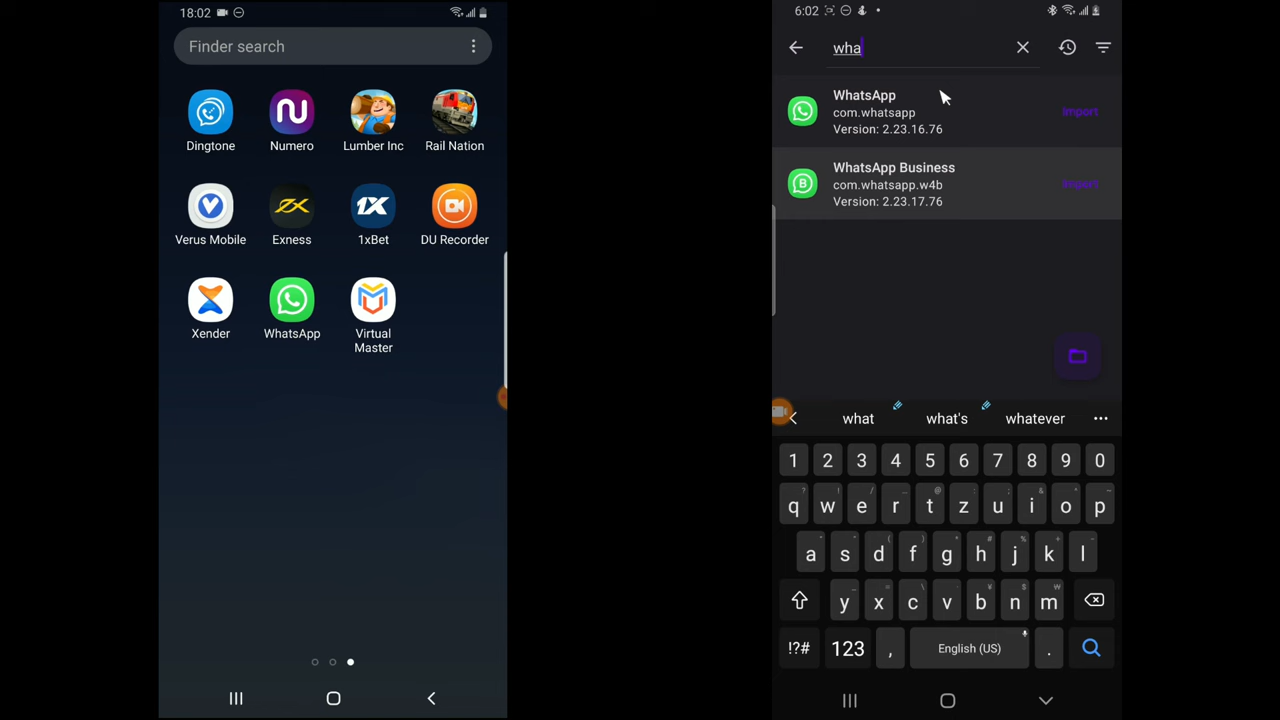 18:02
Finder search
Dingtone
Numero
Lumber Inc
Rail Nation
Verus Mobile
Exness
1xBet
DU Recorder
Xender
WhatsApp
Virtual
Master
6:02
wha
WhatsApp
com.whatsapp
Version: 2.23.16.76
import
WhatsApp Business
com.whatsapp.w4b
Version: 2.23.17.76
import
what
what's
whatever
1 2 3 4 5 6 7 8 9 0
q w e r t z u i o p
a s d f g h j k l
y x c v b n m
!?# 123 , English (US) .